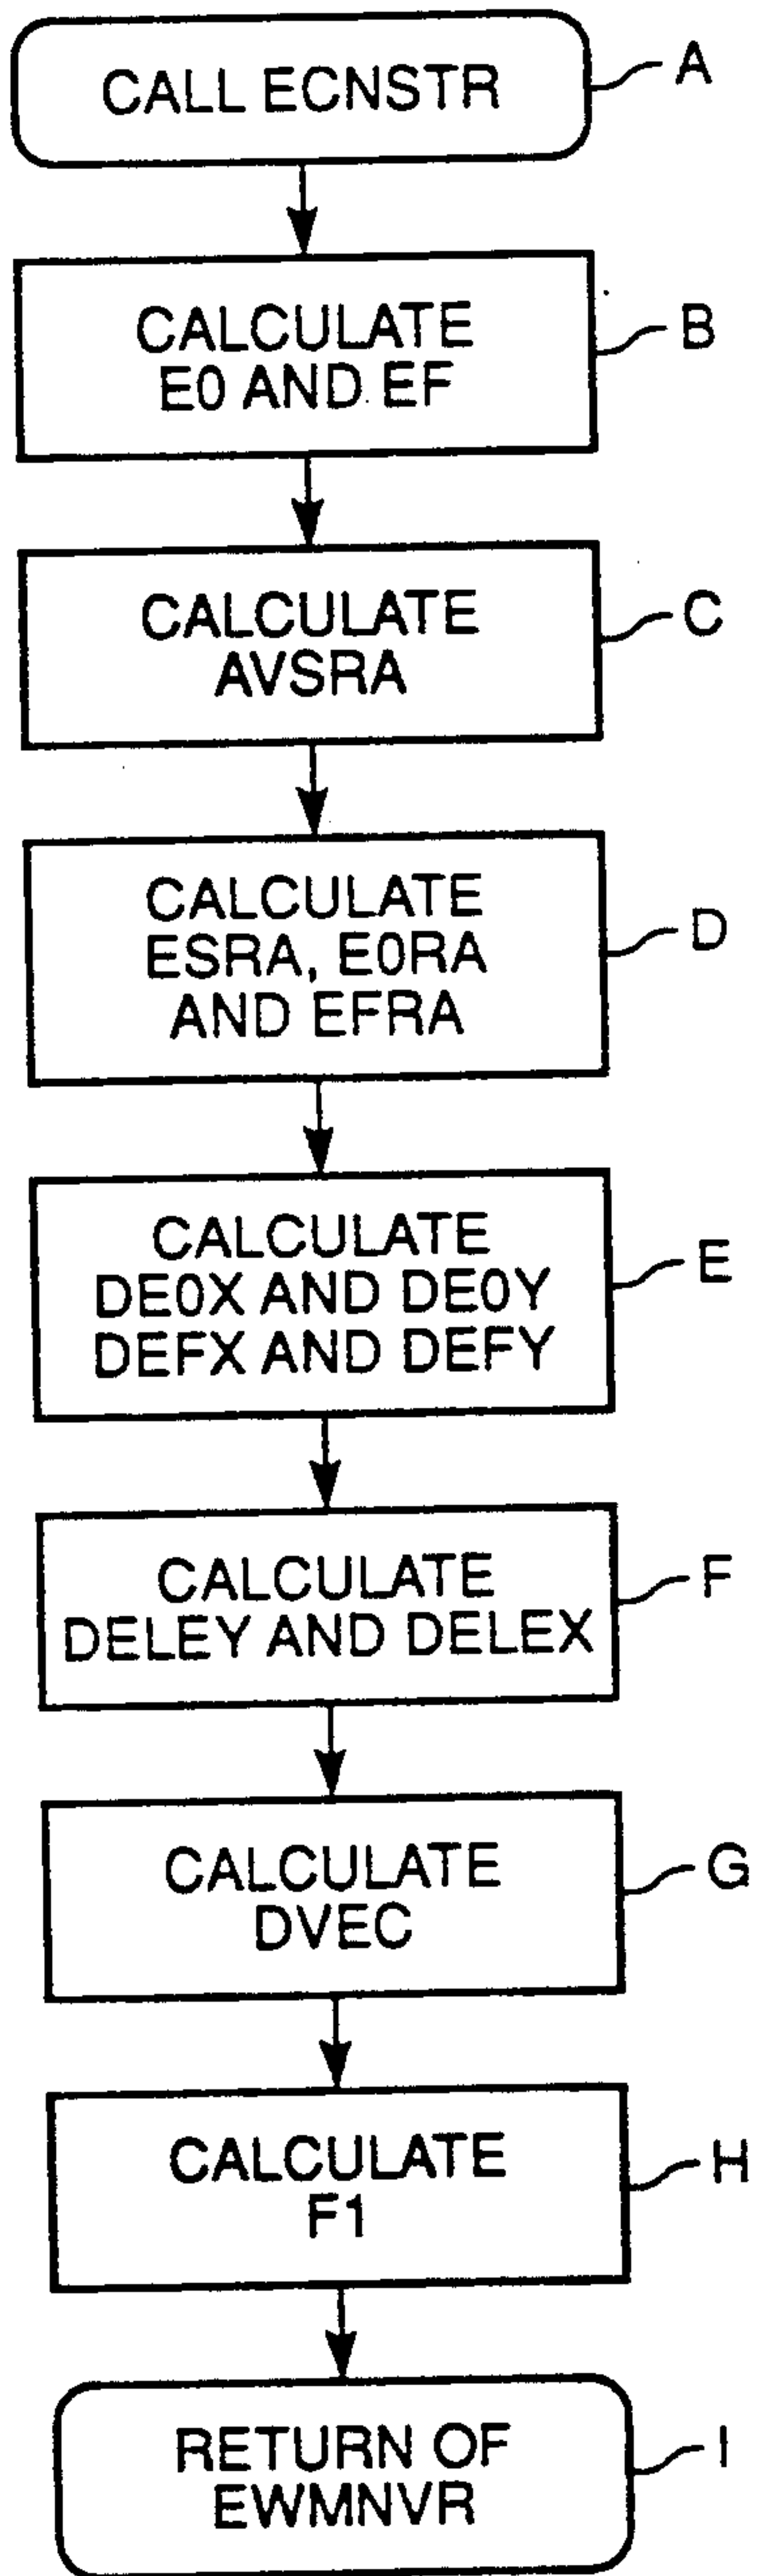 CALL ECNSTR
A
CALCULATE
E0 AND EF
B
CALCULATE
AVSRA
C
CALCULATE
ESRA, E0RA
AND EFRA
D
CALCULATE
DE0X AND DE0Y
DEFX AND DEFY
E
CALCULATE
DELEY AND DELEX
F
CALCULATE
DVEC
G
CALCULATE
F1
H
RETURN OF
EWMNVR
I